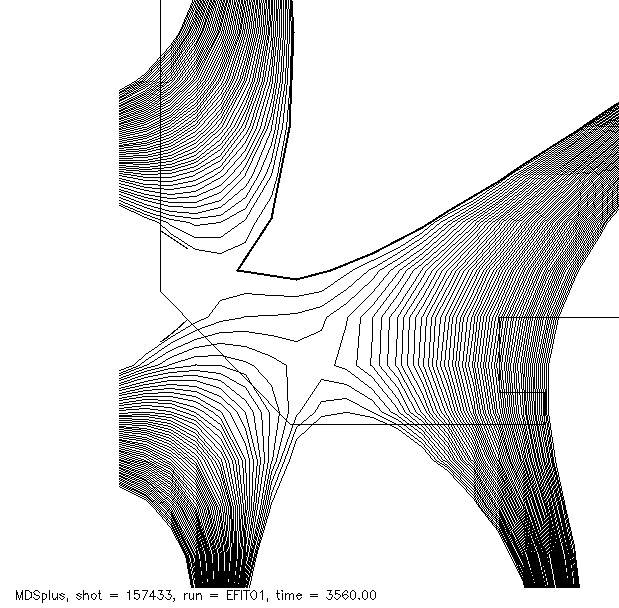 MDSplus, shot = 157433, run = EFIT01, time = 3560.00